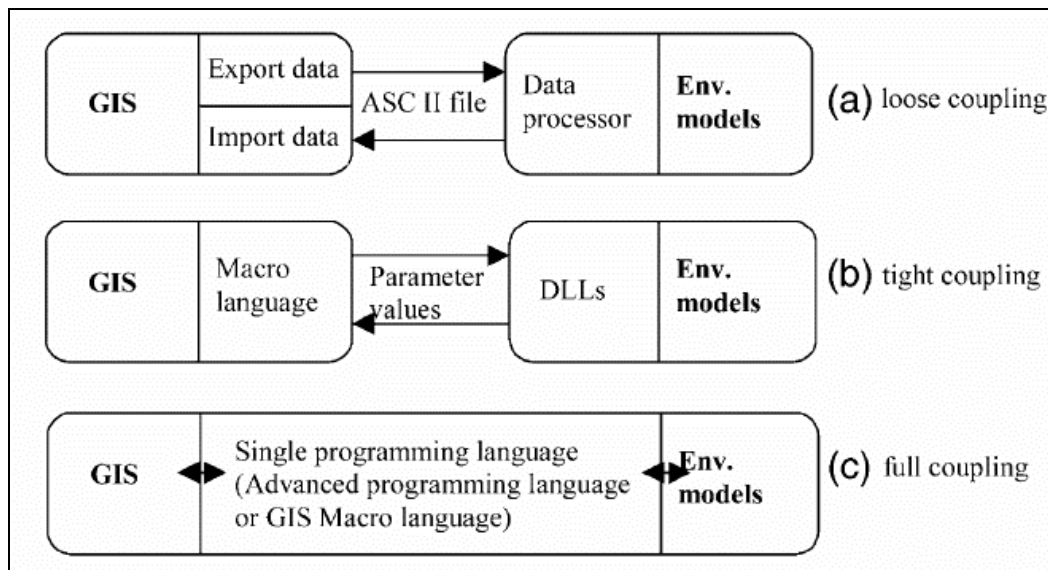 GIS
Export data
Import data
ASC II file
Data
processor
Env.
models
(a) loose coupling
GIS
Macro
language
Parameter
values
DLLs
Env.
models
(b) tight coupling
GIS
Single programming language
(Advanced programming language
or GIS Macro language)
Env.
models
(c) full coupling